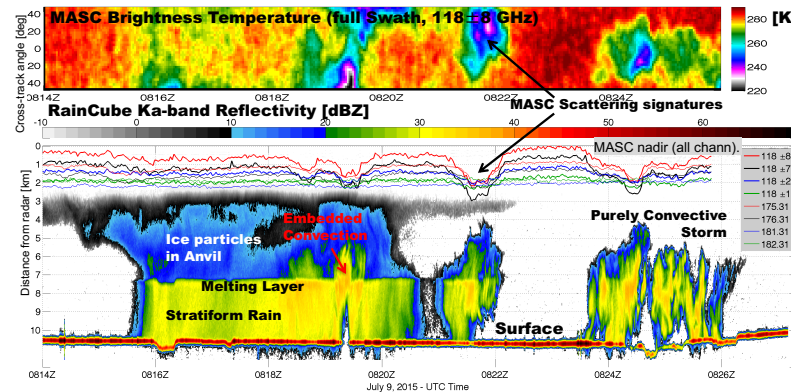 MASC Brightness Temperature (full Swath, 118±8 GHz)
[K
Cross-track angle [deg]
40
20
0
20
40
280
260
240
220
0814Z 0816Z 0818Z 0820Z 0822Z 0824Z
MASC Scattering signatures
RainCube Ka-band Reflectivity [dBZ]
-10 0 10 20 30 40 50 60
MASC nadir (all chann).
118 ±8
118 ±7
118 ±2
118 ±1
175.31
176.31
181.31
182.31
Distance from radar [km]
0
1
2
3
4
5
6
7
8
9
10
Embedded
Convection
Purely Convective
Storm
Ice particles
in Anvil
Melting Layer
Stratiform Rain
Surface
0814Z 0816Z 0818Z 0820Z 0822Z 0824Z 0826Z
July 9, 2015 - UTC Time